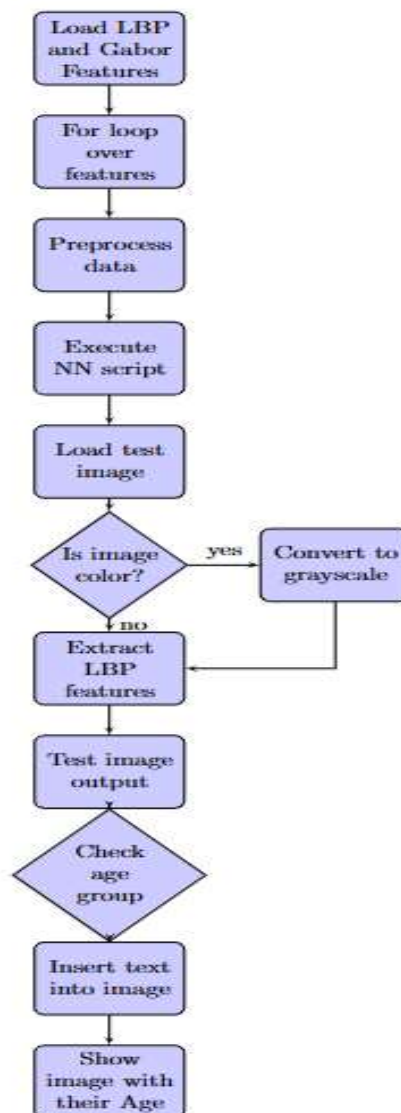 Load LBP
and Gabor
Features
For loop
over
features
Preprocess
data
Execute
NN script
Load test
image
Is image
color?
yes
Convert to
grayscale
no
Extract
LBP
features
Test image
output
Check
age
group
Insert text
into image
Show
image with
their Age